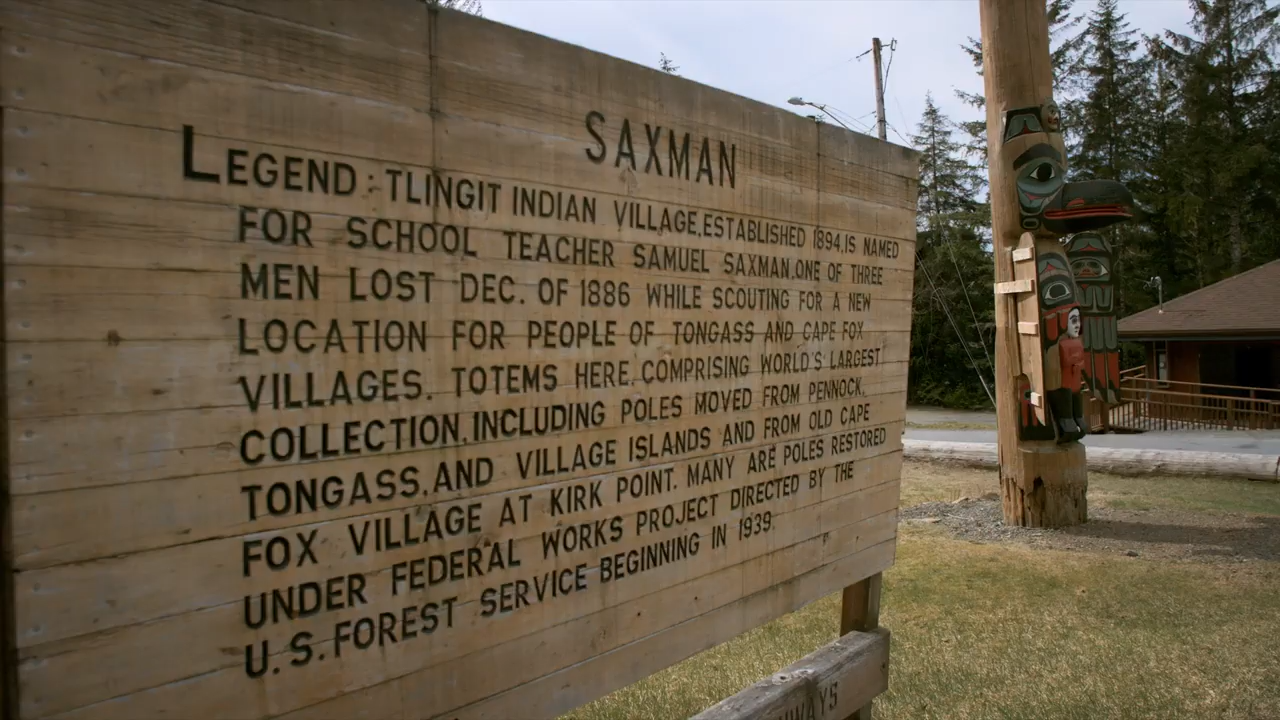 SAXMAN
LEGEND: TLINGIT INDIAN VILLAGE, ESTABLISHED 1894, IS NAMED
FOR SCHOOL TEACHER SAMUEL SAXMAN, ONE OF THREE
MEN LOST DEC. OF 1886 WHILE SCOUTING FOR A NEW
LOCATION FOR PEOPLE OF TONGASS AND CAPE FOX
VILLAGES. TOTEMS HERE, COMPRISING WORLD'S LARGEST
COLLECTION, INCLUDING POLES MOVED FROM PENNOCK,
TONGASS, AND VILLAGE ISLANDS AND FROM OLD CAPE
FOX VILLAGE AT KIRK POINT. MANY ARE POLES RESTORED
UNDER FEDERAL WORKS PROJECT DIRECTED BY THE
U.S. FOREST SERVICE BEGINNING IN 1939.